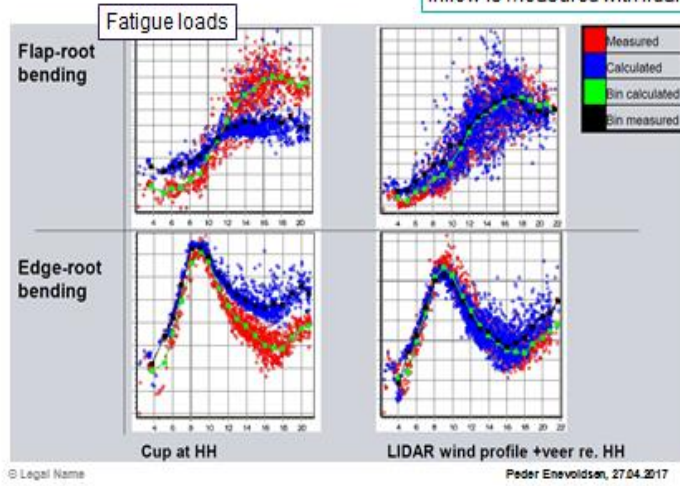 Fatigue loads
Flap-root
bending
Measured
Calculated
Bin calculated
Bin measured
4 6 8 10 12 14 16 18 20
4 6 8 10 12 14 16 18 20 22
Edge-root
bending
4 6 8 10 12 14 16 18 20
4 6 8 10 12 14 16 18 20 22
Cup at HH
LIDAR wind profile +veer re. HH
© Legal Name
Peder Enevoldsen, 27.04.2017